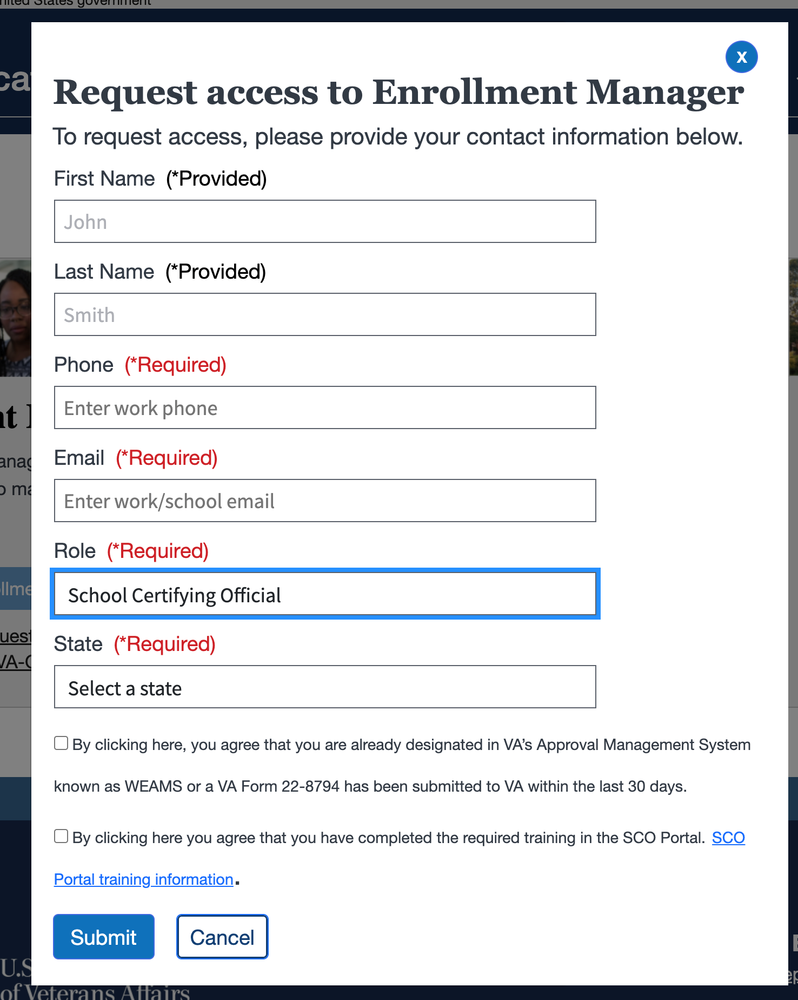 United States government
x
Request access to Enrollment Manager
To request access, please provide your contact information below.
First Name (*Provided)
John
Last Name (*Provided)
Smith
Phone (*Required)
Enter work phone
Email (*Required)
Enter work/school email
Role (*Required)
School Certifying Official
State (*Required)
Select a state
By clicking here, you agree that you are already designated in VA’s Approval Management System
known as WEAMS or a VA Form 22-8794 has been submitted to VA within the last 30 days.
By clicking here you agree that you have completed the required training in the SCO Portal. SCO
Portal training information.
Submit Cancel
U.S
of Veterans Affairs